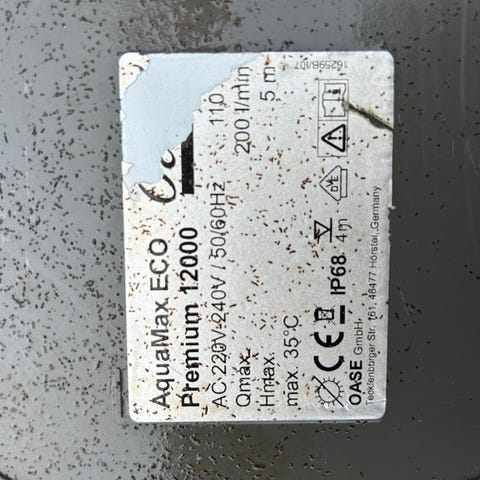 AquaMax ECO
Premium 12000
AC 220V-240V / 50/60Hz 110
Qmax. 200 l/min
Hmax. 5 m
max. 35°C
CE IP68 4m
OASE GmbH
Tecklenburger Str. 161, 48477 Hörstel, Germany